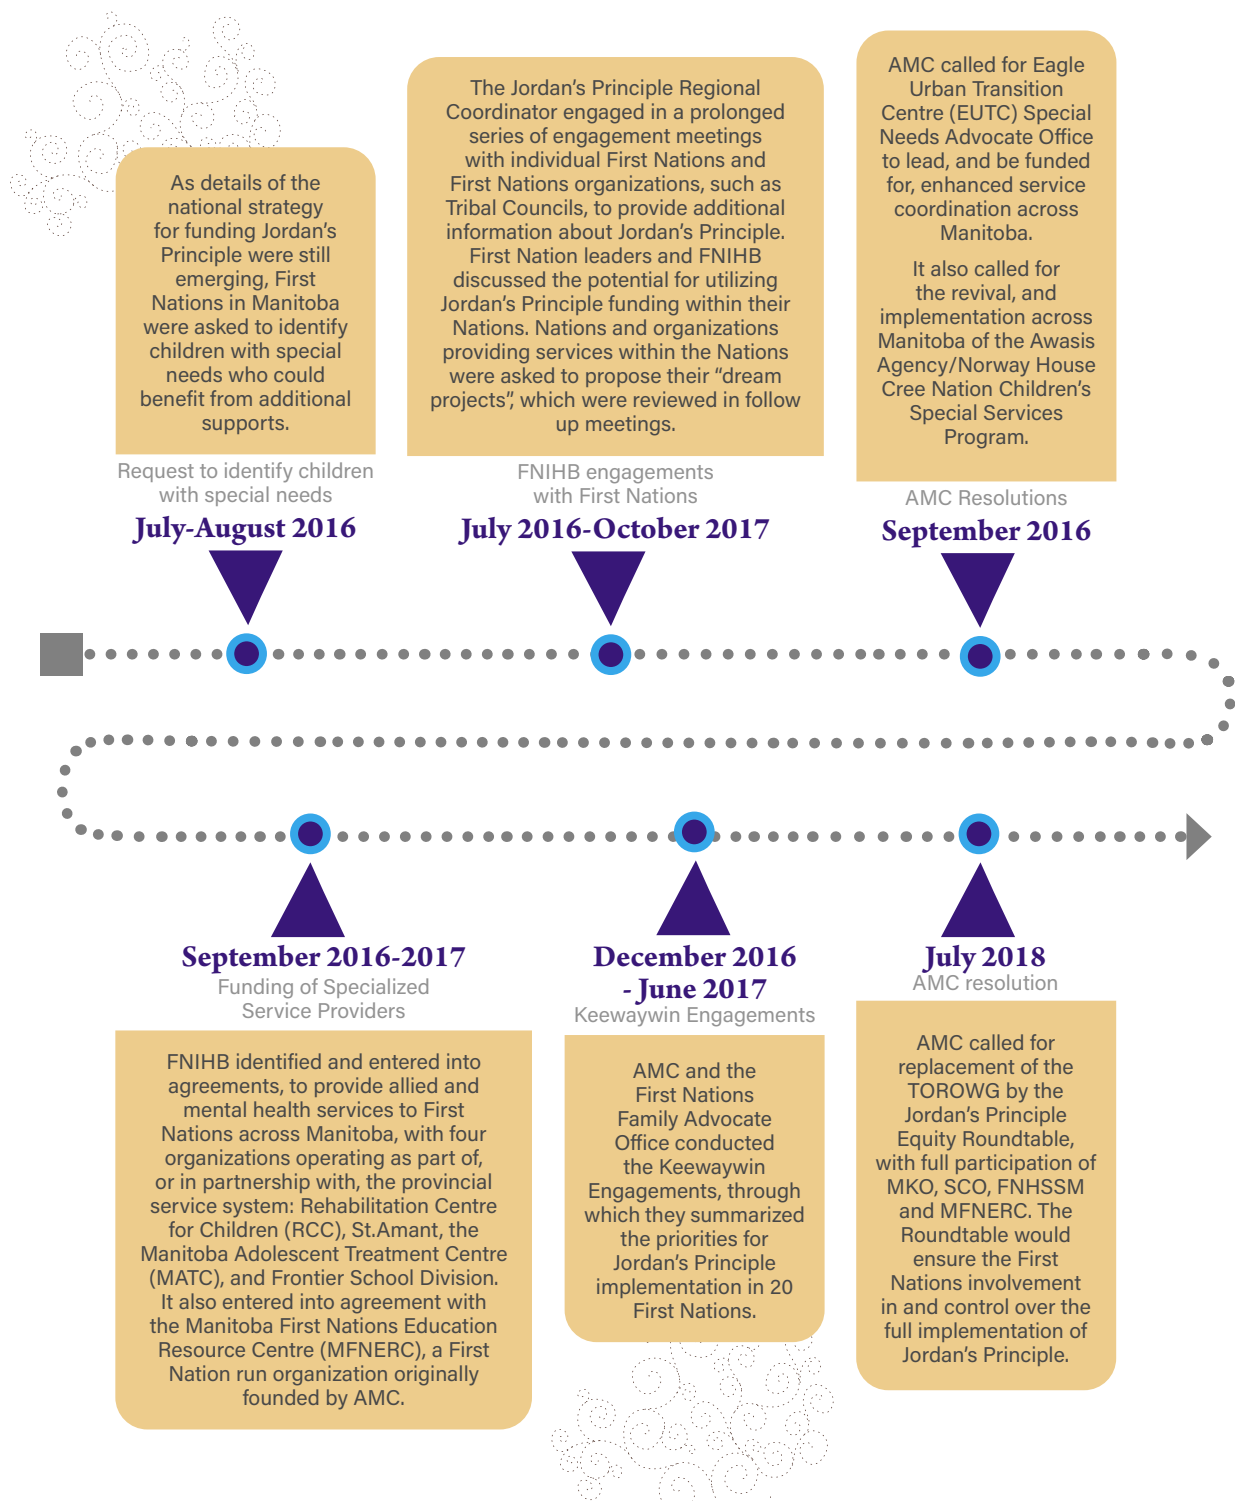 As details of the
national strategy
for funding Jordan’s
Principle were still
emerging, First
Nations in Manitoba
were asked to identify
children with special
needs who could
benefit from additional
supports.
Request to identify children
with special needs
July-August 2016
The Jordan’s Principle Regional
Coordinator engaged in a prolonged
series of engagement meetings
with individual First Nations and
First Nations organizations, such as
Tribal Councils, to provide additional
information about Jordan’s Principle.
First Nation leaders and FNIHB
discussed the potential for utilizing
Jordan’s Principle funding within their
Nations. Nations and organizations
providing services within the Nations
were asked to propose their “dream
projects”, which were reviewed in follow
up meetings.
FNIHB engagements
with First Nations
July 2016-October 2017
AMC called for Eagle
Urban Transition
Centre (EUTC) Special
Needs Advocate Office
to lead, and be funded
for, enhanced service
coordination across
Manitoba.
It also called for
the revival, and
implementation across
Manitoba of the Awasis
Agency/Norway House
Cree Nation Children’s
Special Services
Program.
AMC Resolutions
September 2016
September 2016-2017
Funding of Specialized
Service Providers
FNIHB identified and entered into
agreements, to provide allied and
mental health services to First
Nations across Manitoba, with four
organizations operating as part of,
or in partnership with, the provincial
service system: Rehabilitation Centre
for Children (RCC), St.Amant, the
Manitoba Adolescent Treatment Centre
(MATC), and Frontier School Division.
It also entered into agreement with
the Manitoba First Nations Education
Resource Centre (MFNERC), a First
Nation run organization originally
founded by AMC.
December 2016
- June 2017
Keewaywin Engagements
AMC and the
First Nations
Family Advocate
Office conducted
the Keewaywin
Engagements, through
which they summarized
the priorities for
Jordan’s Principle
implementation in 20
First Nations.
July 2018
AMC resolution
AMC called for
replacement of the
TOROWG by the
Jordan’s Principle
Equity Roundtable,
with full participation of
MKO, SCO, FNHSSM
and MFNERC. The
Roundtable would
ensure the First
Nations involvement
in and control over the
full implementation of
Jordan’s Principle.